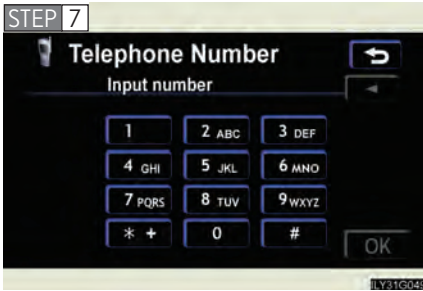 STEP 7
Telephone Number
Input number
1 2 ABC 3 DEF
4 GHI 5 JKL 6 MNO
7 PQRS 8 TUV 9 WXYZ
* + 0 #
OK
ILY31G049